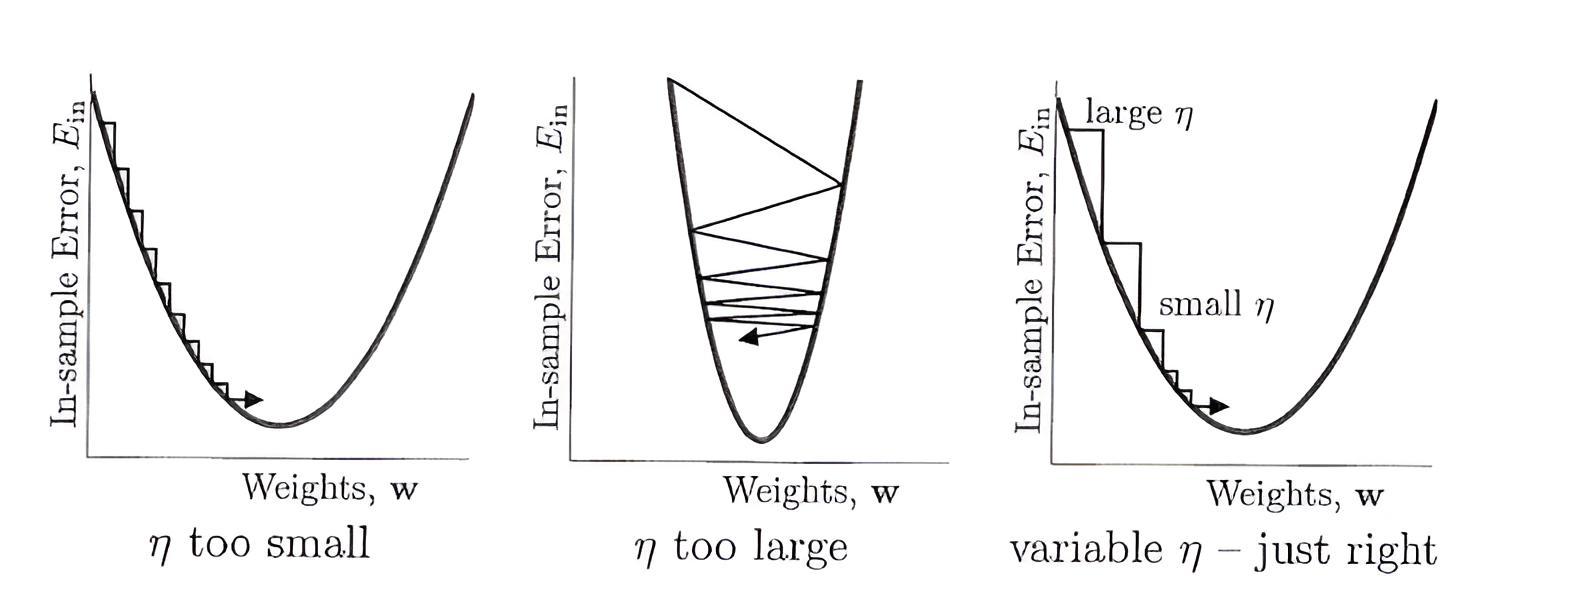 In-sample Error, E_in
Weights, w
η too small
In-sample Error, E_in
Weights, w
η too large
In-sample Error, E_in
large η
small η
Weights, w
variable η – just right